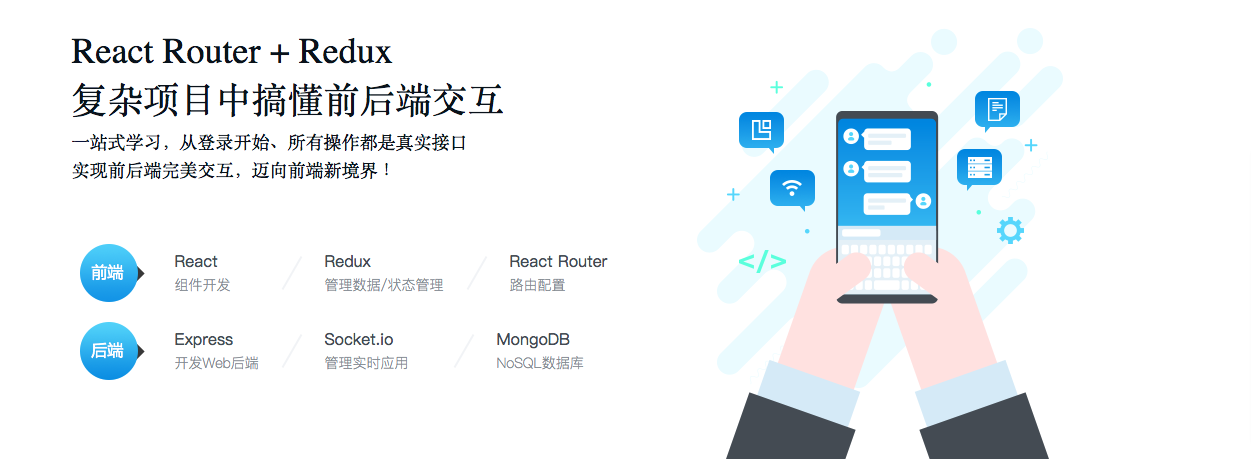 React Router + Redux
复杂项目中搞懂前后端交互
一站式学习，从登录开始、所有操作都是真实接口
实现前后端完美交互，迈向前端新境界！
前端
React
Redux
React Router
组件开发
管理数据/状态管理
路由配置
后端
Express
Socket.io
MongoDB
开发Web后端
管理实时应用
NoSQL数据库
</>